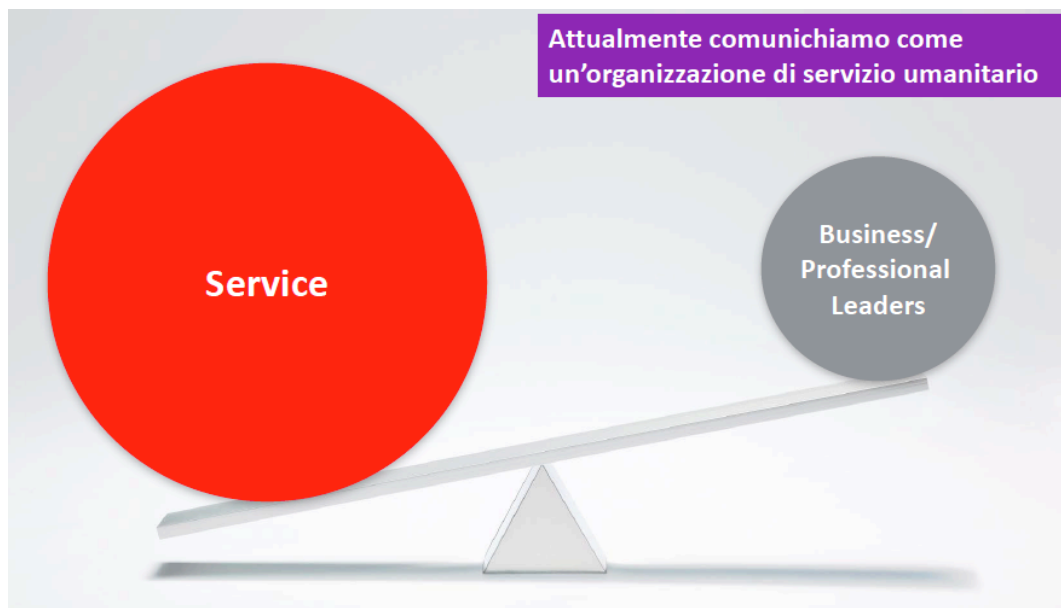 Attualmente comunichiamo come
un’organizzazione di servizio umanitario
Service
Business/
Professional
Leaders